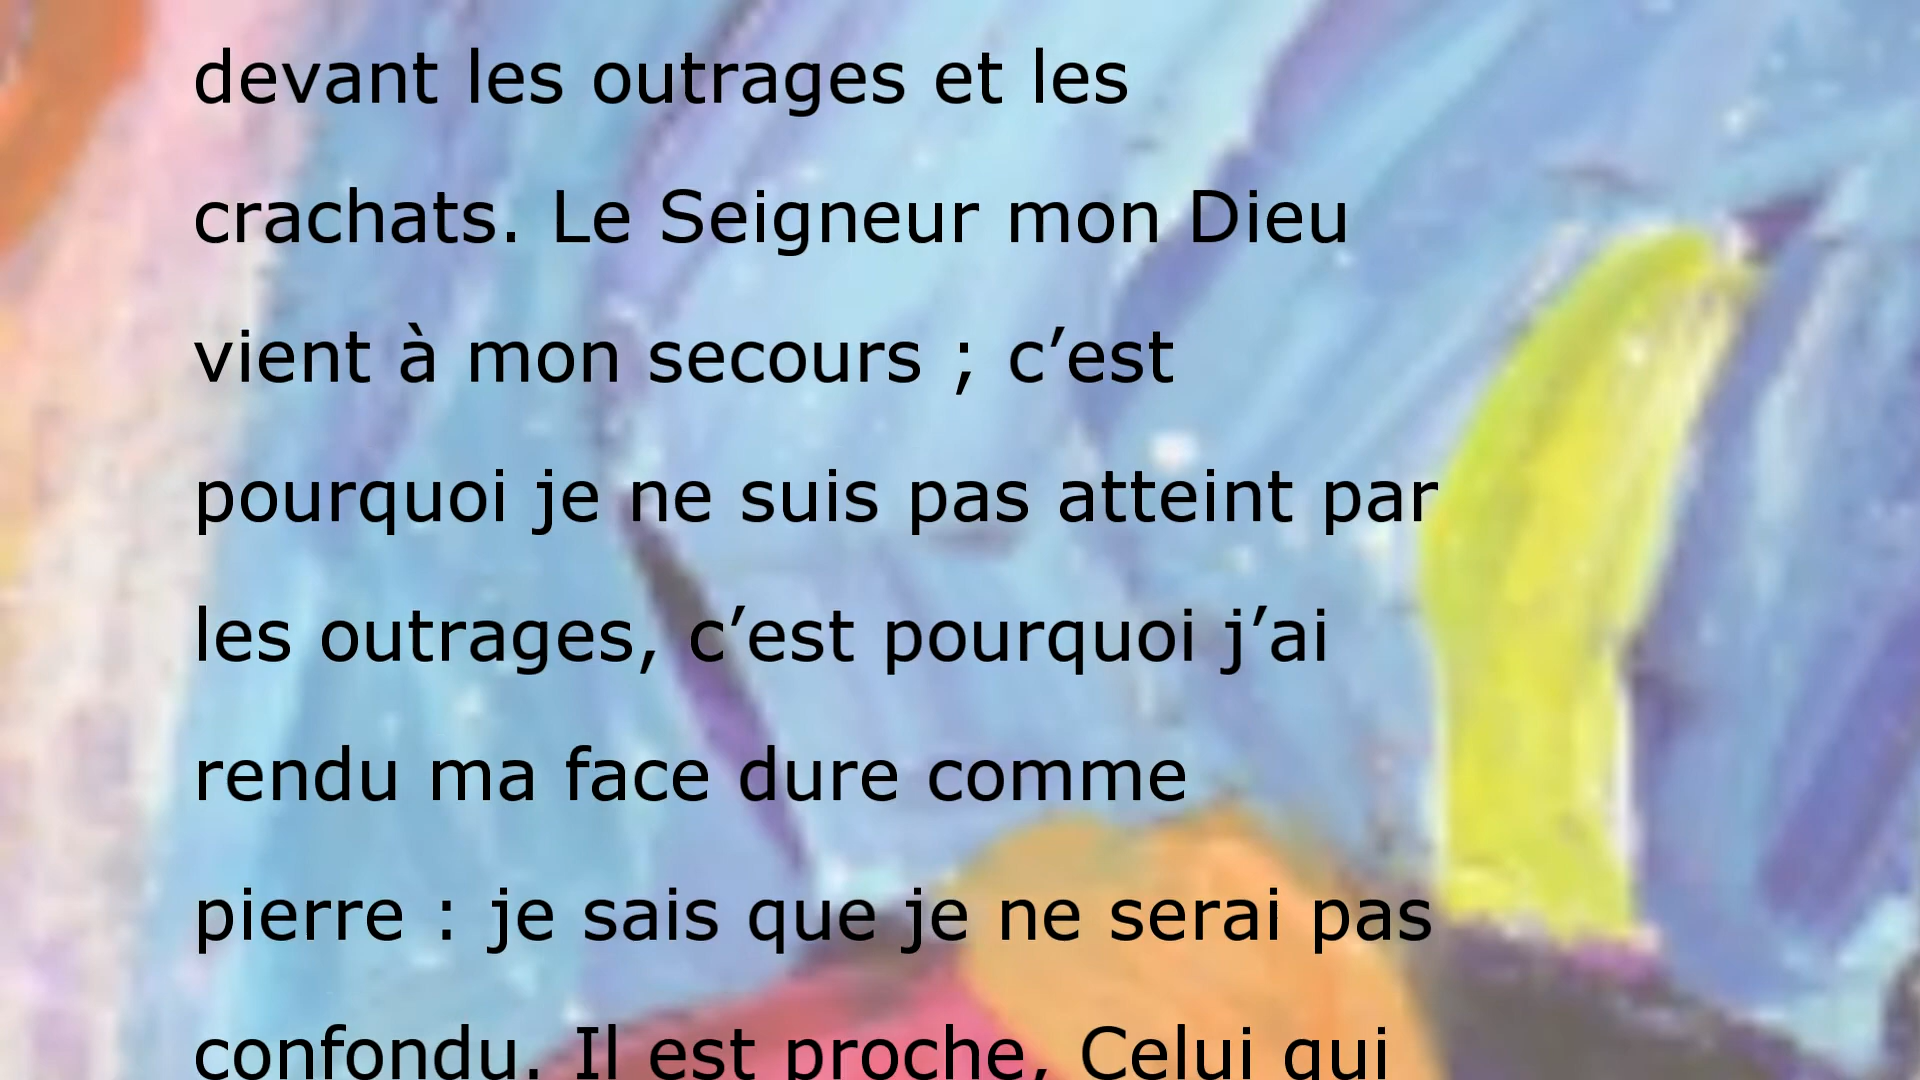 devant les outrages et les
crachats. Le Seigneur mon Dieu
vient à mon secours ; c’est
pourquoi je ne suis pas atteint par
les outrages, c’est pourquoi j’ai
rendu ma face dure comme
pierre : je sais que je ne serai pas
confondu. Il est proche, Celui qui